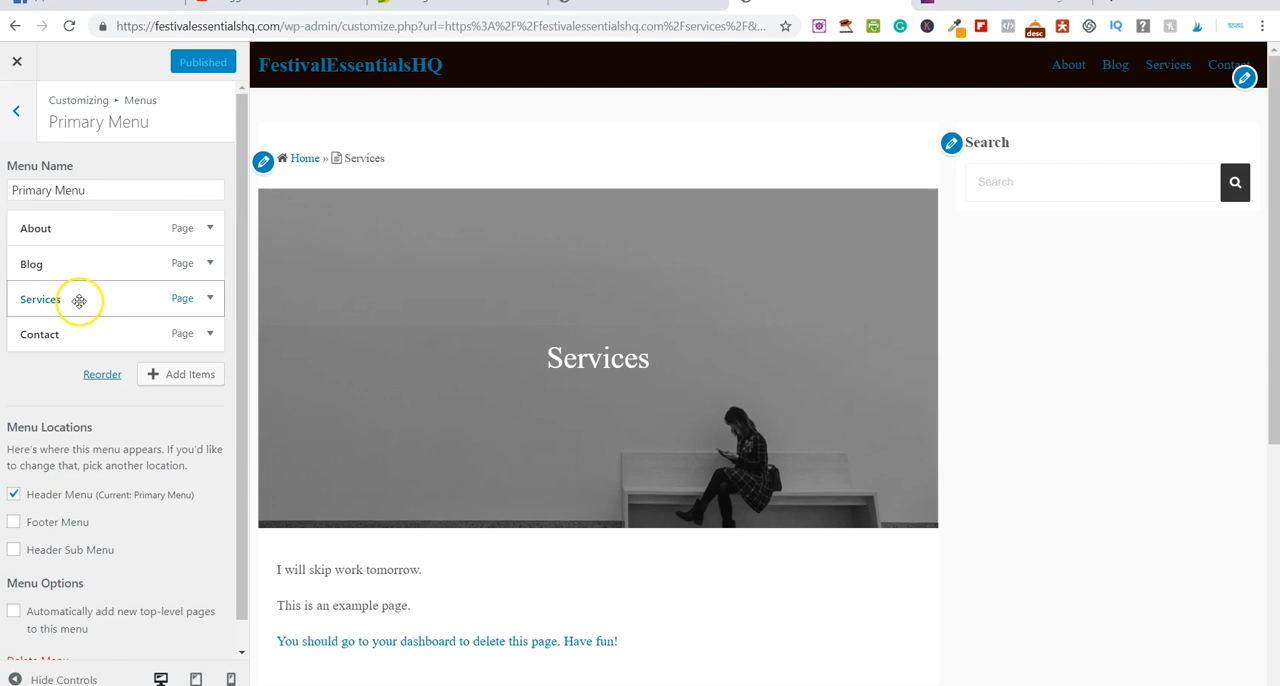 https://festivalessentialshq.com/wp-admin/customize.php?url=https%3A%2F%2Ffestivalessentialshq.com%2Fservices%2F&...
desc
IQ
Published
FestivalEssentialsHQ
About Blog Services Contact
Customizing ▸ Menus
Primary Menu
Home » Services
Search
Menu Name
Primary Menu
Search
About Page
Blog Page
Services Page
Contact Page
Reorder + Add Items
Services
Menu Locations
Here's where this menu appears. If you'd like
to change that, pick another location.
Header Menu (Current: Primary Menu)
Footer Menu
Header Sub Menu
I will skip work tomorrow.
Menu Options
Automatically add new top-level pages
to this menu
This is an example page.
You should go to your dashboard to delete this page. Have fun!
Delete Menu
Hide Controls